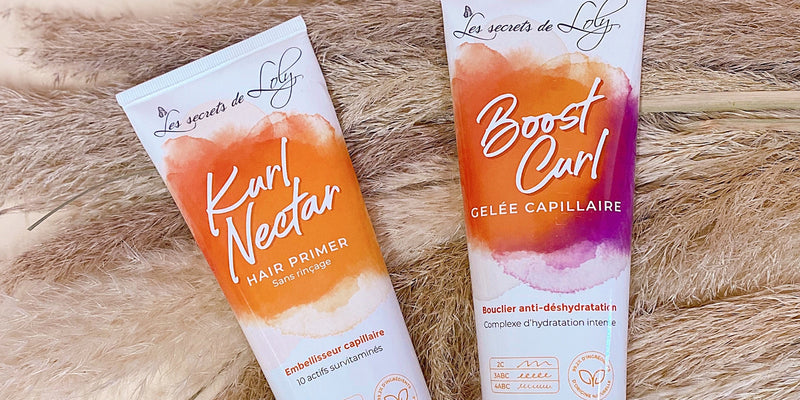 Les secrets de Loly
Kurl
Nectar
HAIR PRIMER
Sans rinçage
Embellisseur capillaire
10 actifs survitaminés
Les secrets de Loly
Boost
Curl
GELÉE CAPILLAIRE
Bouclier anti-déshydratation
Complexe d'hydratation intense
2C
3ABC
4ABC